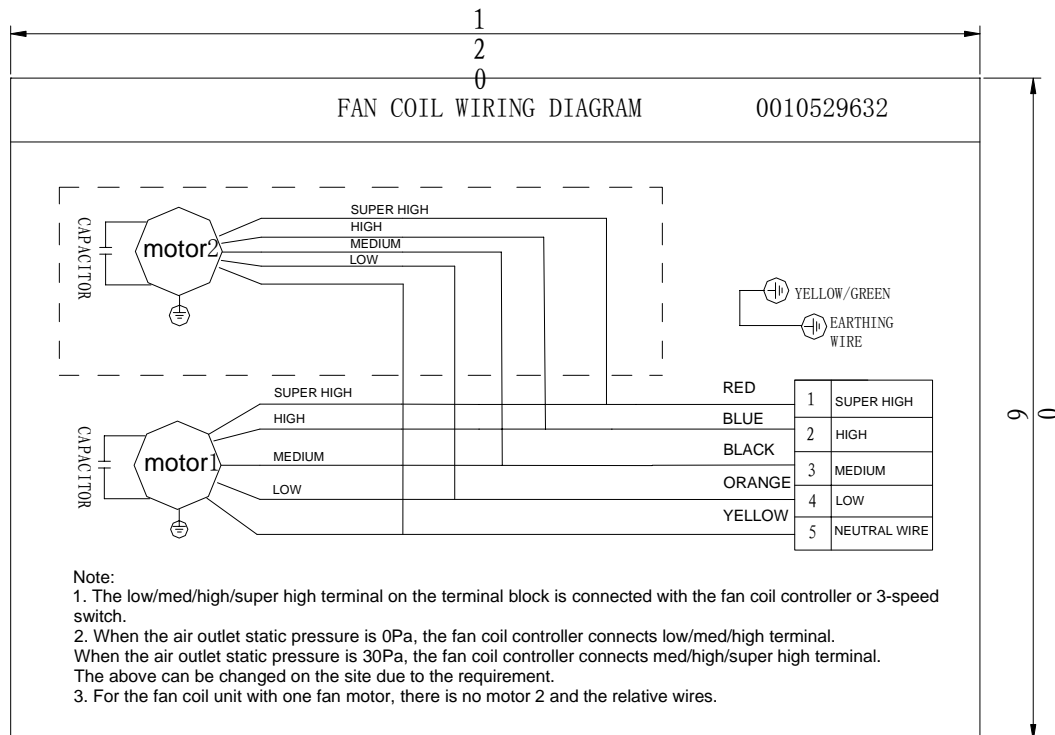 120
FAN COIL WIRING DIAGRAM 0010529632
SUPER HIGH
HIGH
MEDIUM
LOW
CAPACITOR
motor2
YELLOW/GREEN
EARTHING
WIRE
90
SUPER HIGH
HIGH
MEDIUM
LOW
CAPACITOR
motor1
RED
BLUE
BLACK
ORANGE
YELLOW
1 SUPER HIGH
2 HIGH
3 MEDIUM
4 LOW
5 NEUTRAL WIRE
Note:
1. The low/med/high/super high terminal on the terminal block is connected with the fan coil controller or 3-speed
switch.
2. When the air outlet static pressure is 0Pa, the fan coil controller connects low/med/high terminal.
When the air outlet static pressure is 30Pa, the fan coil controller connects med/high/super high terminal.
The above can be changed on the site due to the requirement.
3. For the fan coil unit with one fan motor, there is no motor 2 and the relative wires.